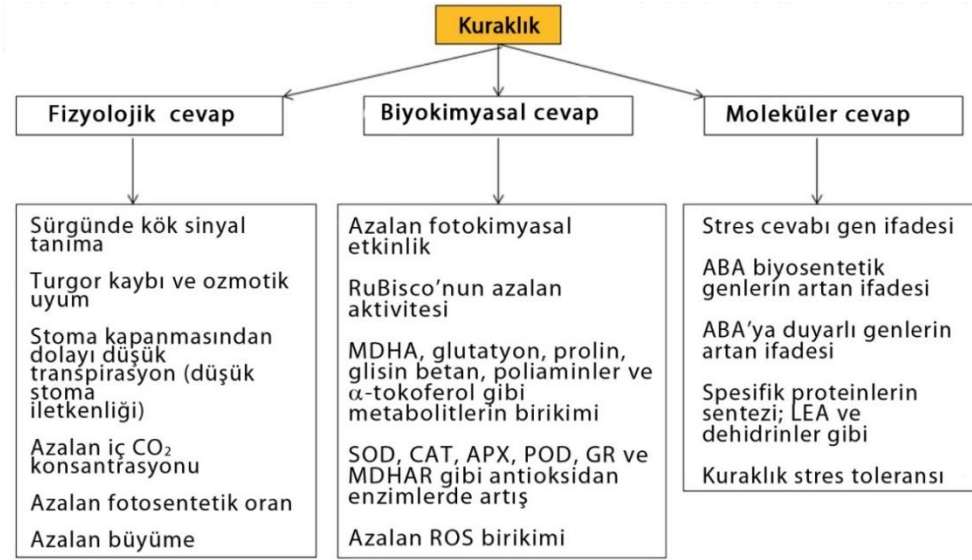 Kuraklık
Fizyolojik cevap
Biyokimyasal cevap
Moleküler cevap
Sürgünde kök sinyal
tanıma
Turgor kaybı ve ozmotik
uyum
Stoma kapanmasından
dolayı düşük
transpirasyon (düşük
stoma
iletkenliği)
Azalan iç CO₂
konsantrasyonu
Azalan fotosentetik oran
Azalan büyüme
Azalan fotokimyasal
etkinlik
RuBisco’nun azalan
aktivitesi
MDHA, glutatyon, prolin,
glisin betan, poliaminler ve
α-tokoferol gibi
metabolitlerin birikimi
SOD, CAT, APX, POD, GR ve
MDHAR gibi antioksidan
enzimlerde artış
Azalan ROS birikimi
Stres cevabı gen ifadesi
ABA biyosentetik
genlerin artan ifadesi
ABA’ya duyarlı genlerin
artan ifadesi
Spesifik proteinlerin
sentezi; LEA ve
dehidrinler gibi
Kuraklık stres toleransı